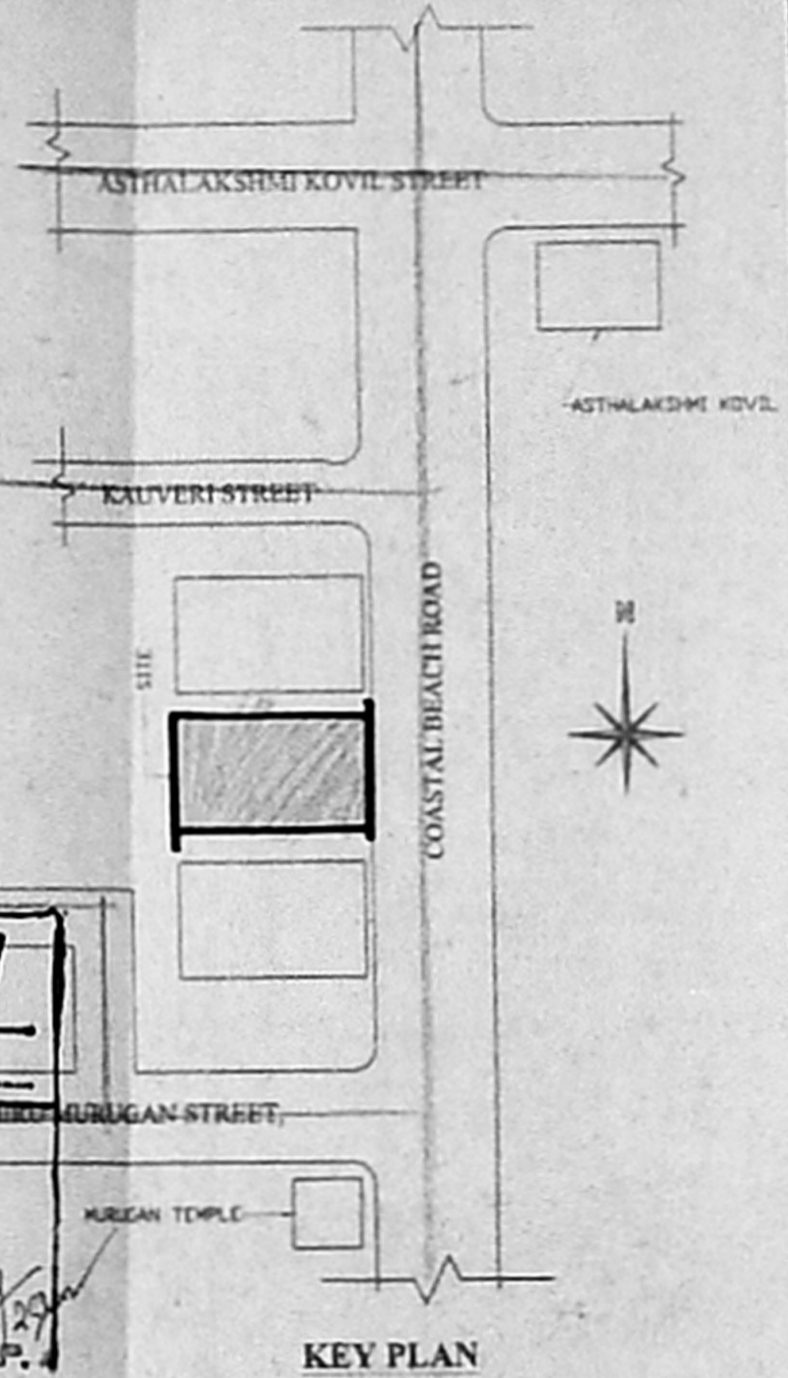 ASTHALAKSHMI KOVIL STREET
ASTHALAKSHMI KOVIL
KAUVERI STREET
N
SITE
COASTAL BEACH ROAD
MURUGAN STREET,
MURUGAN TEMPLE
P.
KEY PLAN